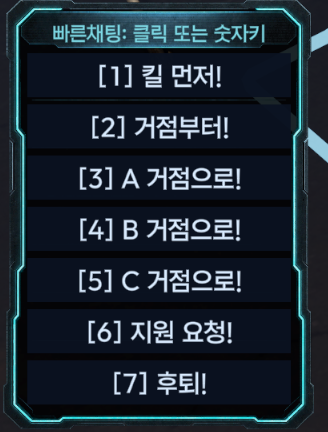 빠른채팅: 클릭 또는 숫자키
[1] 킬 먼저!
[2] 거점부터!
[3] A 거점으로!
[4] B 거점으로!
[5] C 거점으로!
[6] 지원 요청!
[7] 후퇴!